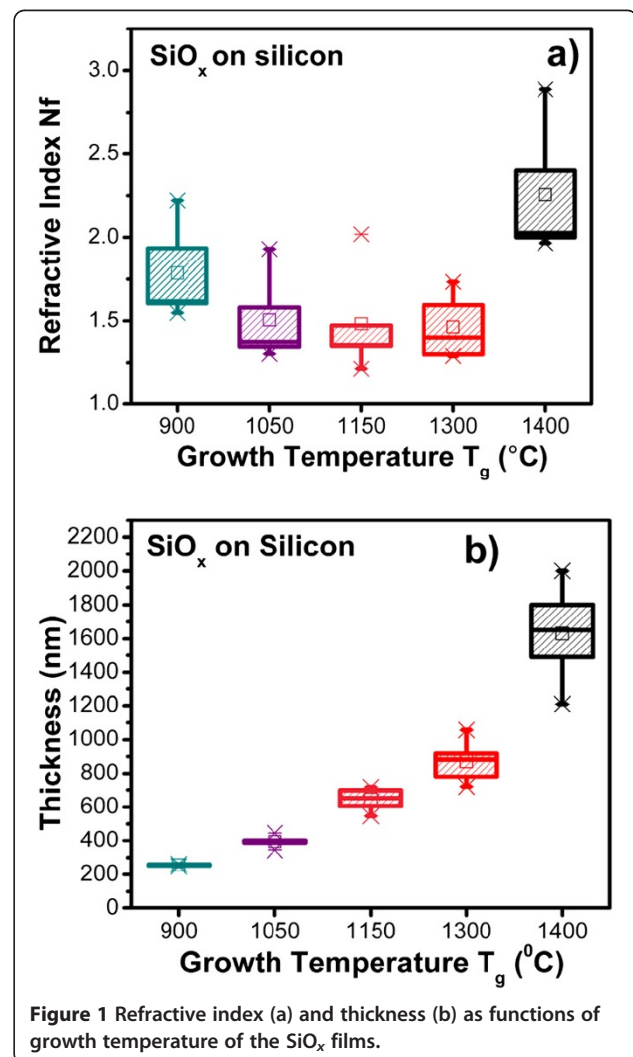 SiOₓ on silicon a)
3.0
2.5
2.0
1.5
1.0
Refractive Index Nf
900 1050 1150 1300 1400
Growth Temperature T_g (°C)
SiOₓ on Silicon b)
2200
2000
1800
1600
1400
1200
1000
800
600
400
200
0
Thickness (nm)
900 1050 1150 1300 1400
Growth Temperature T_g (⁰C)
Figure 1 Refractive index (a) and thickness (b) as functions of
growth temperature of the SiOₓ films.